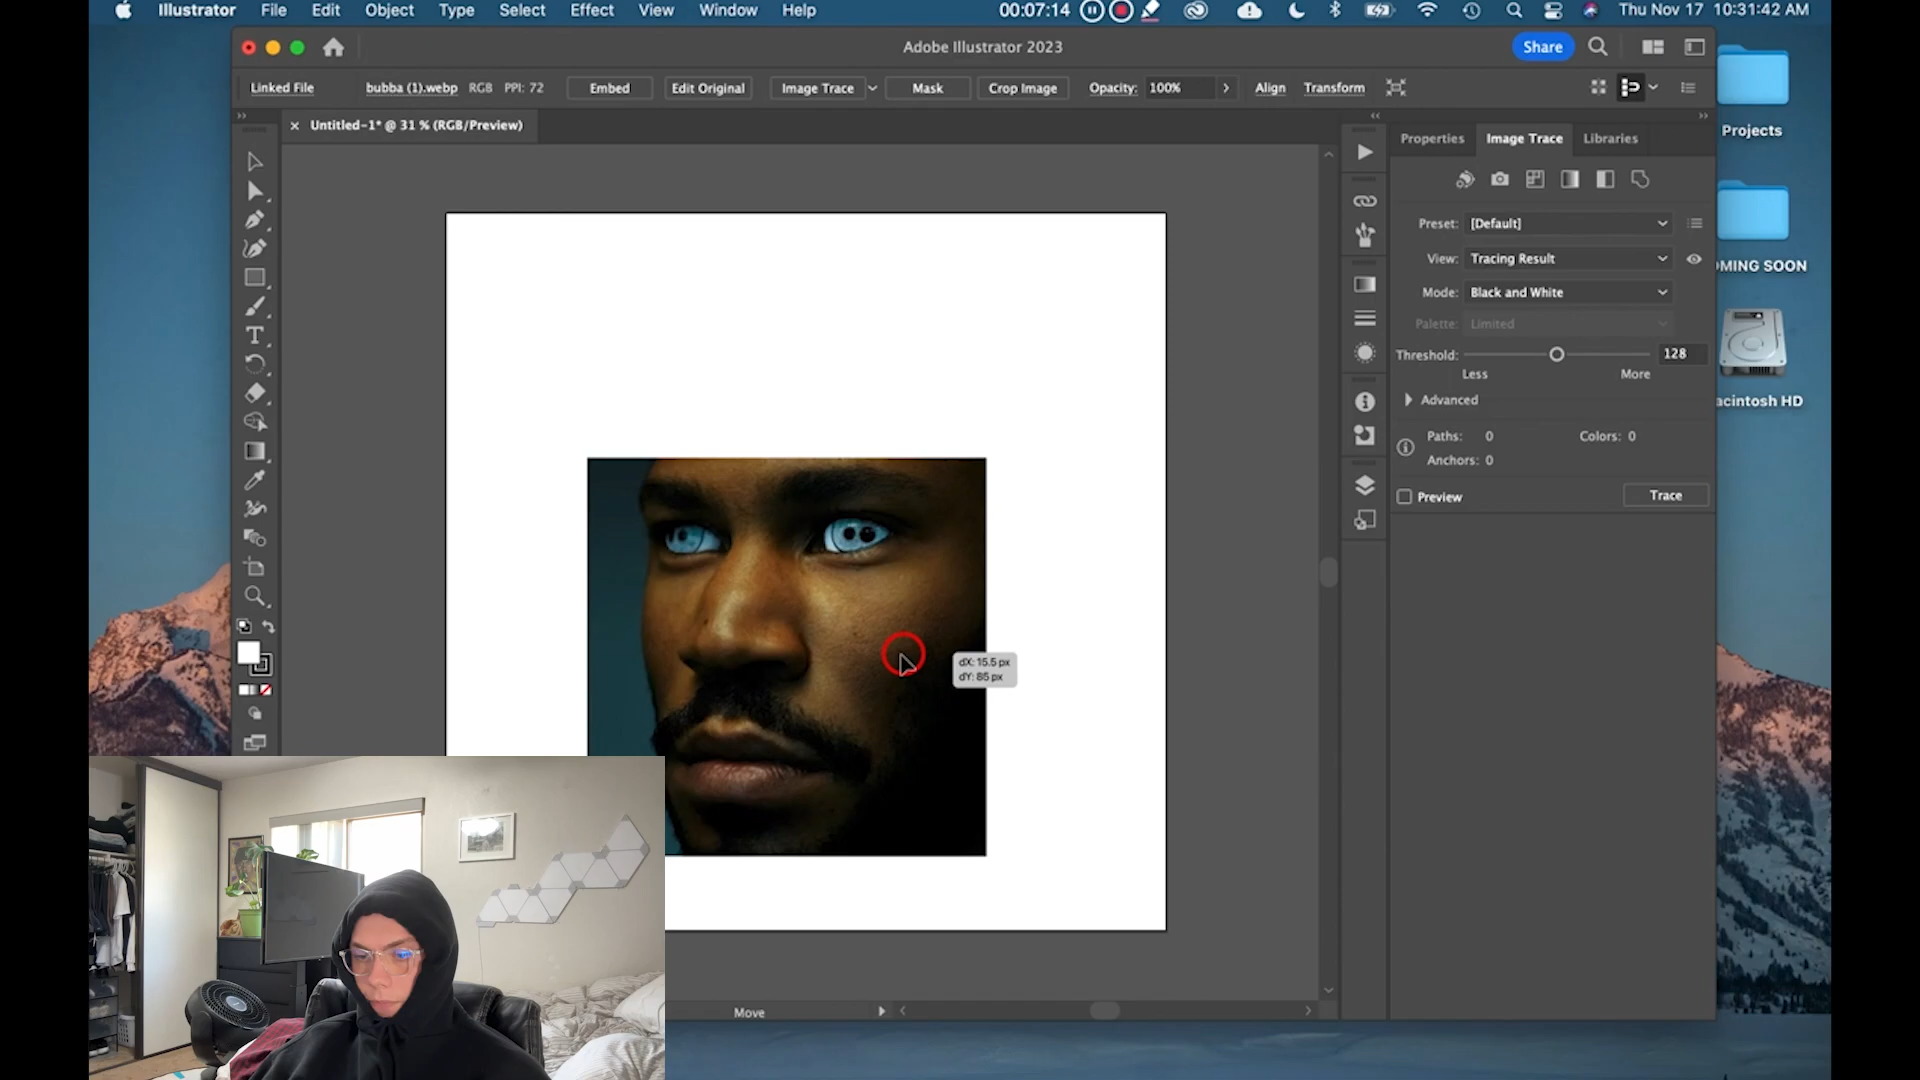 Illustrator File Edit Object Type Select Effect View Window Help 00:07:14 Thu Nov 17 10:31:42 AM
Adobe Illustrator 2023 Share
Linked File bubba (1).webp RGB PPI: 72 Embed Edit Original Image Trace Mask Crop Image Opacity: 100% Align Transform
Untitled-1* @ 31 % (RGB/Preview)
Properties Image Trace Libraries
Preset: [Default]
View: Tracing Result
Mode: Black and White
Palette: Limited
Threshold: 128
Less More
Advanced
Paths: 0 Colors: 0
Anchors: 0
Preview Trace
dX: 15.5 px
dY: 85 px
Move
Projects
OMING SOON
acintosh HD